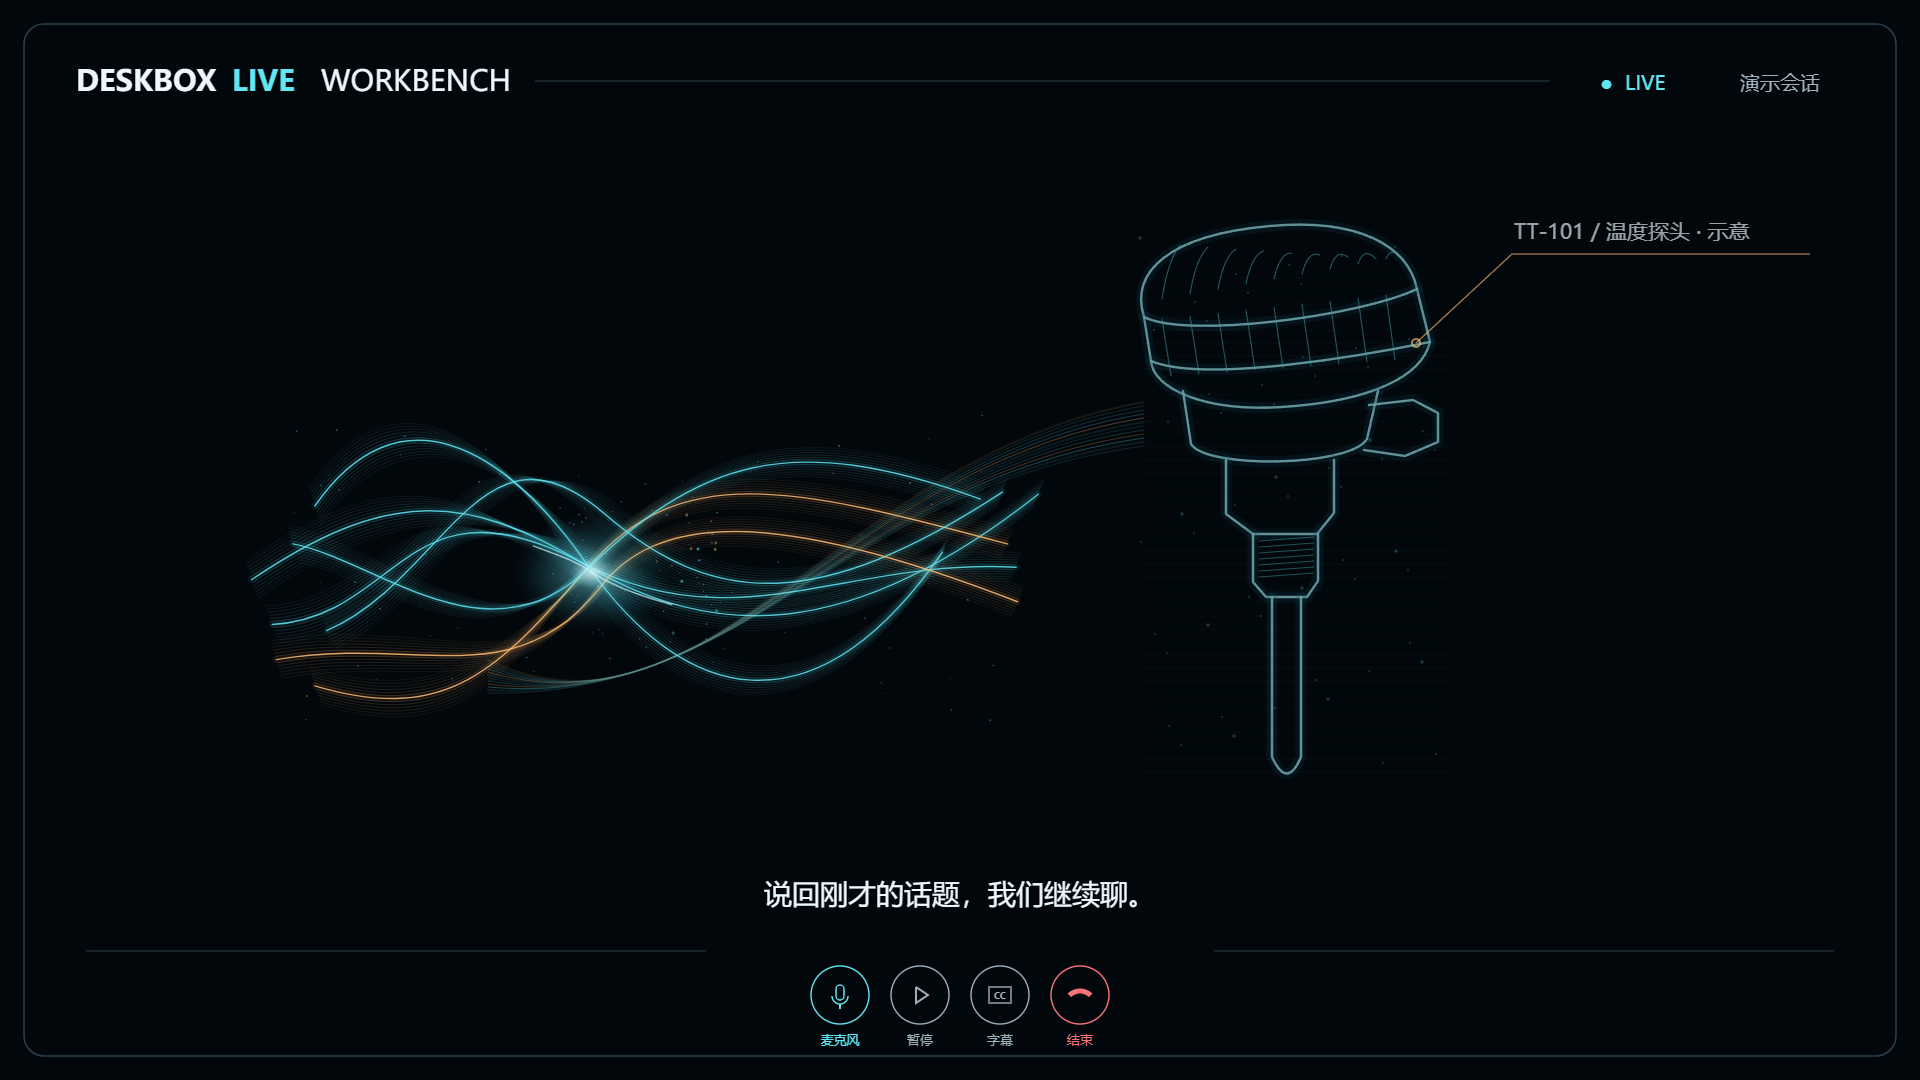 DESKBOX LIVE WORKBENCH
LIVE
演示会话
TT-101 / 温度探头 · 示意
说回刚才的话题，我们继续聊。
CC
麦克风
暂停
字幕
结束